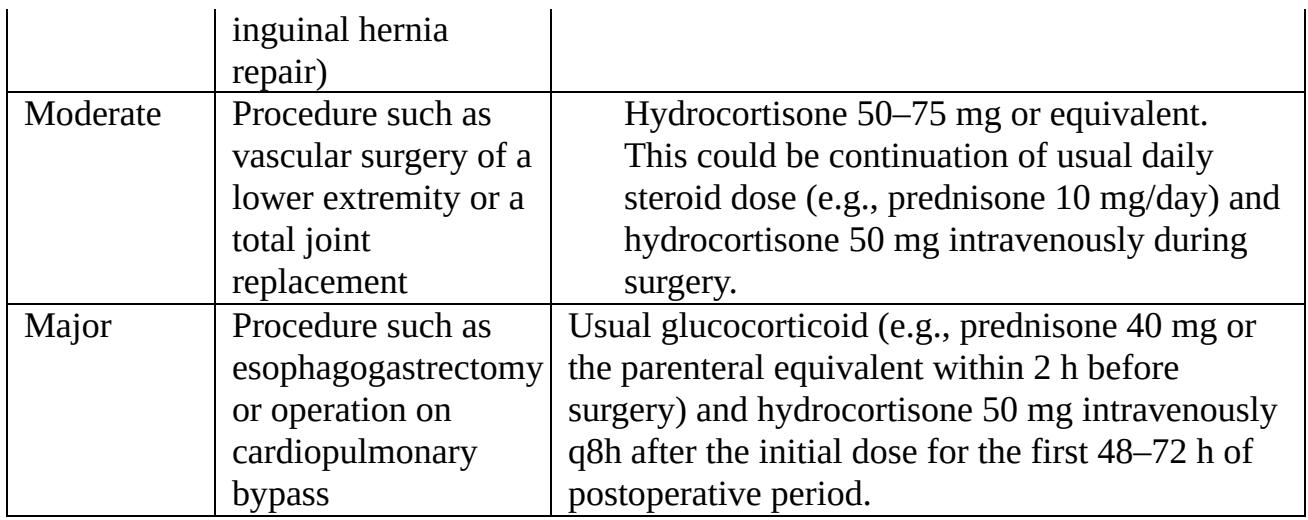 inguinal hernia
repair)
Moderate
Procedure such as
vascular surgery of a
lower extremity or a
total joint
replacement
Hydrocortisone 50–75 mg or equivalent.
This could be continuation of usual daily
steroid dose (e.g., prednisone 10 mg/day) and
hydrocortisone 50 mg intravenously during
surgery.
Major
Procedure such as
esophagogastrectomy
or operation on
cardiopulmonary
bypass
Usual glucocorticoid (e.g., prednisone 40 mg or
the parenteral equivalent within 2 h before
surgery) and hydrocortisone 50 mg intravenously
q8h after the initial dose for the first 48–72 h of
postoperative period.